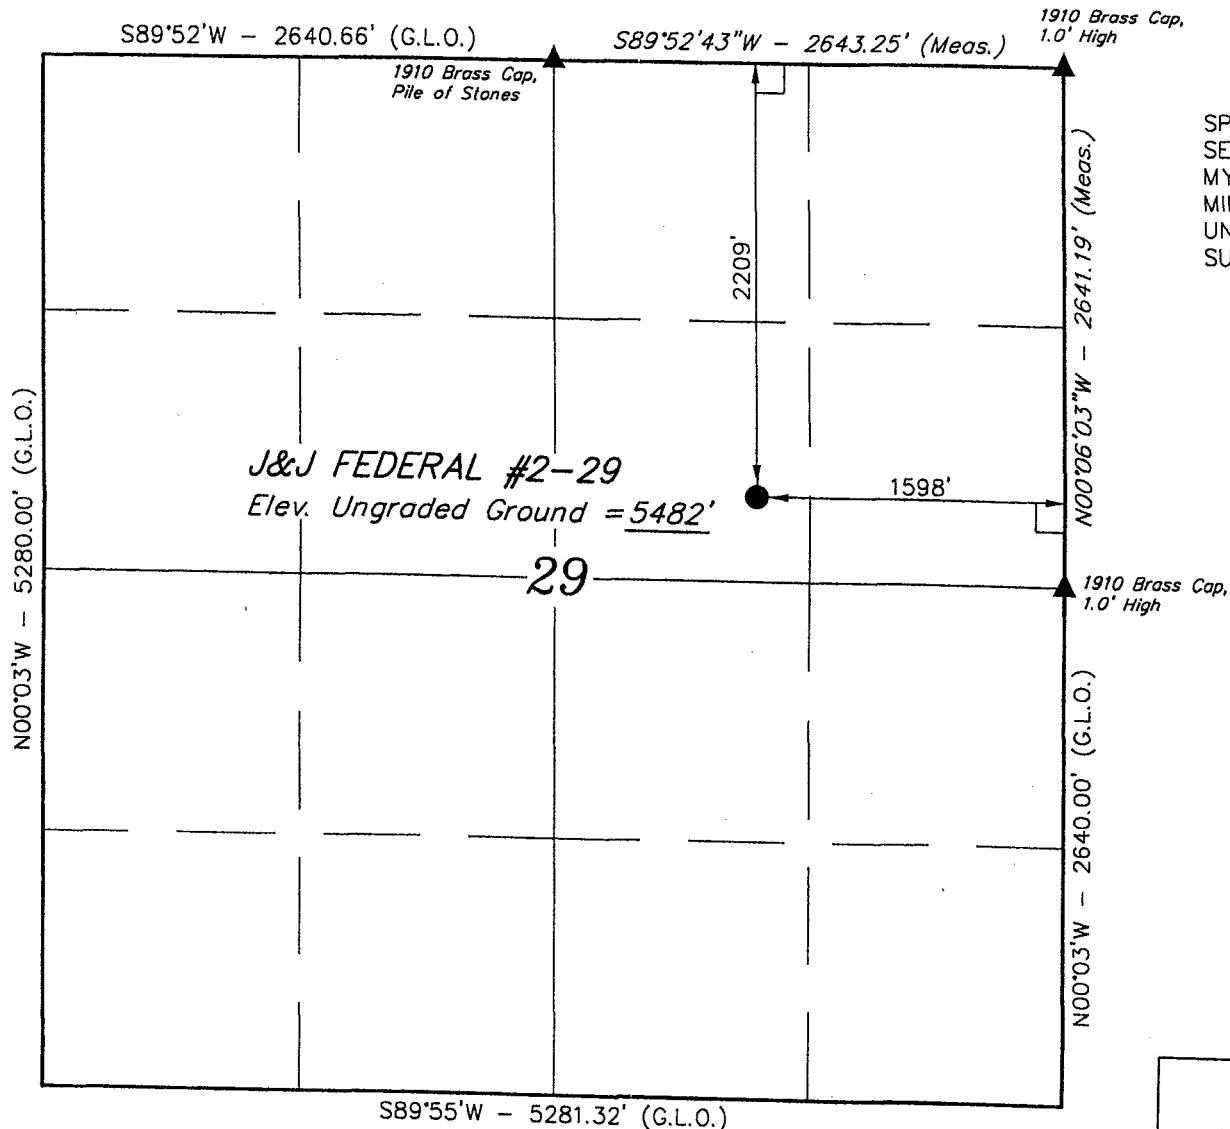 S89°52'W - 2640.66' (G.L.O.)
S89°52'43"W - 2643.25' (Meas.)
1910 Brass Cap,
1.0' High
1910 Brass Cap,
Pile of Stones
SP
SE
MY
MI
UN
SU
N00°06'03"W - 2641.19' (Meas.)
2209'
N00°03'W - 5280.00' (G.L.O.)
J&J FEDERAL #2-29
Elev. Ungraded Ground = 5482'
1598'
29
1910 Brass Cap,
1.0' High
N00°03'W - 2640.00' (G.L.O.)
S89°55'W - 5281.32' (G.L.O.)